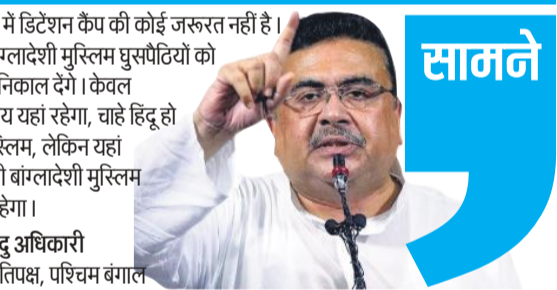 में डिटेंशन कैंप की कोई जरूरत नहीं है।
ग्लादेशी मुस्लिम घुसपैठियों को
निकाल देंगे। केवल
य यहां रहेगा, चाहे हिंदू हो
स्लिम, लेकिन यहां
ी बांग्लादेशी मुस्लिम
हेगा।
दु अधिकारी
तिपक्ष, पश्चिम बंगाल
सामने